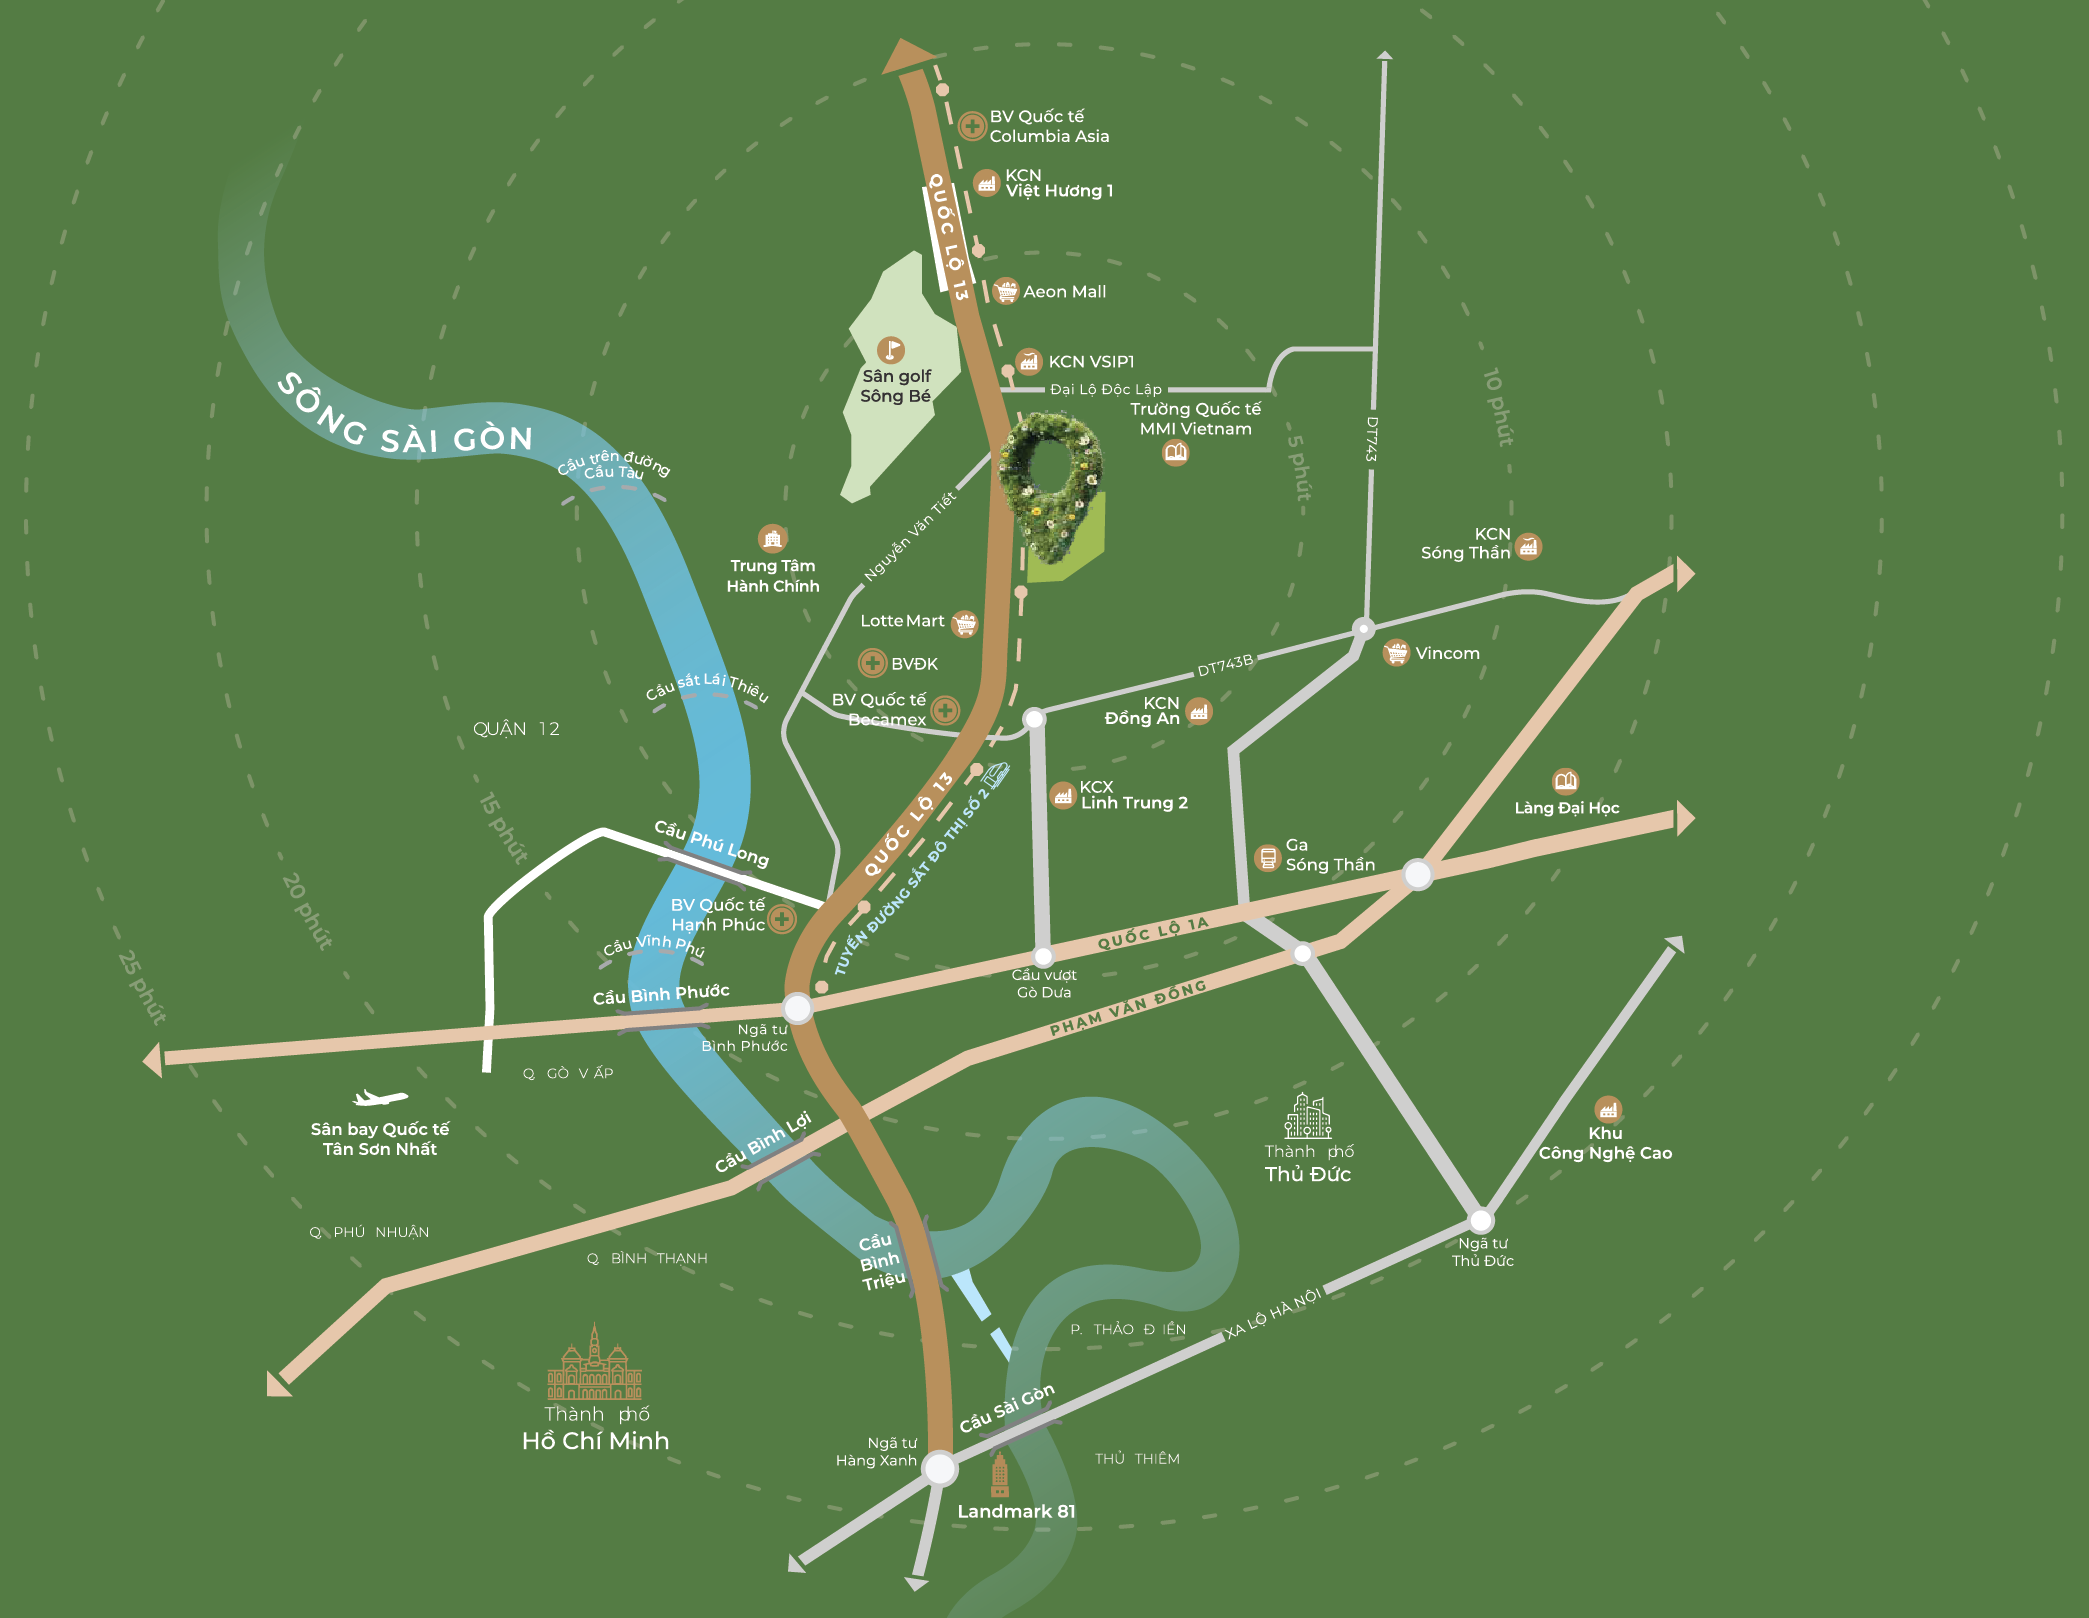 BV Quốc tế
Columbia Asia
KCN
Việt Hương 1
QUỐC LỘ 13
Aeon Mall
KCN VSIP1
Sân golf
Sông Bé
Đại Lộ Độc Lập
Trường Quốc tế
MMI Vietnam
10 phút
5 phút
DT743
SÔNG SÀI GÒN
Cầu trên đường
Cầu Tàu
Nguyễn Văn Tiết
Trung Tâm
Hành Chính
KCN
Sóng Thần
Lotte Mart
BVĐK
Vincom
DT743B
Cầu sắt Lái Thiêu
BV Quốc tế
Becamex
KCN
Đồng An
QUẬN 12
KCX
Linh Trung 2
QUỐC LỘ 13
TUYẾN ĐƯỜNG SẮT ĐÔ THỊ SỐ 2
Làng Đại Học
15 phút
Cầu Phú Long
Ga
Sóng Thần
20 phút
BV Quốc tế
Hạnh Phúc
Cầu Vĩnh Phú
QUỐC LỘ 1A
25 phút
Cầu vượt
Gò Dưa
Cầu Bình Phước
PHẠM VĂN ĐỒNG
Ngã tư
Bình Phước
Q. GÒ VẤP
Sân bay Quốc tế
Tân Sơn Nhất
Cầu Bình Lợi
Thành phố
Thủ Đức
Khu
Công Nghệ Cao
Q. PHÚ NHUẬN
Q. BÌNH THẠNH
Cầu
Bình
Triệu
Ngã tư
Thủ Đức
P. THẢO ĐIỀN
XA LỘ HÀ NỘI
Thành phố
Hồ Chí Minh
Cầu Sài Gòn
Ngã tư
Hàng Xanh
THỦ THIÊM
Landmark 81